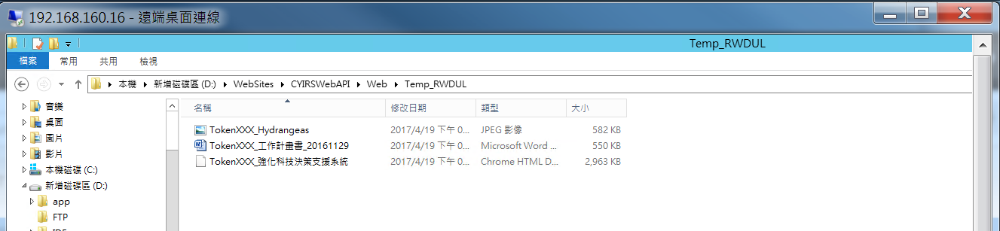 192.168.160.16 - 遠端桌面連線
Temp_RWDUL
檔案 常用 共用 檢視
本機 新增磁碟區 (D:) WebSites CYIRSWebAPI Web Temp_RWDUL
音樂
桌面
圖片
影片
本機磁碟 (C:)
新增磁碟區 (D:)
app
FTP
名稱 修改日期 類型 大小
TokenXXX_Hydrangeas 2017/4/19 下午 0... JPEG 影像 582 KB
TokenXXX_工作計畫書_20161129 2017/4/19 下午 0... Microsoft Word ... 550 KB
TokenXXX_強化科技決策支援系統 2017/4/19 下午 0... Chrome HTML D... 2,963 KB